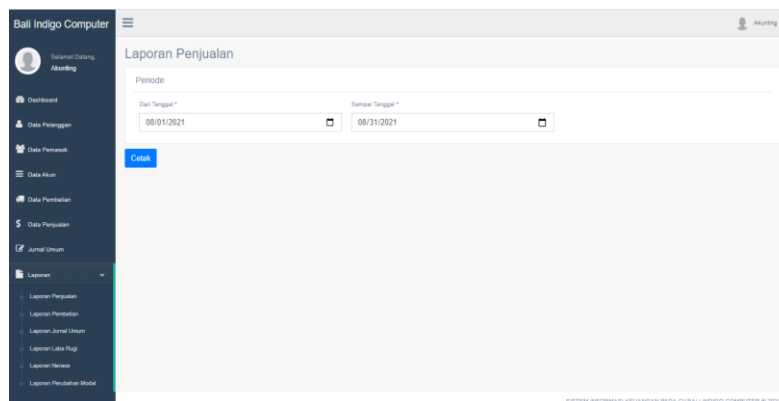 Bali Indigo Computer
Akunting
Selamat Datang,
Akunting
Laporan Penjualan
Periode
Dari Tanggal *
Sampai Tanggal *
08/01/2021
08/31/2021
Cetak
Dashboard
Data Pelanggan
Data Pemasok
Data Akun
Data Pembelian
Data Penjualan
Jurnal Umum
Laporan
Laporan Penjualan
Laporan Pembelian
Laporan Jurnal Umum
Laporan Laba Rugi
Laporan Neraca
Laporan Perubahan Modal